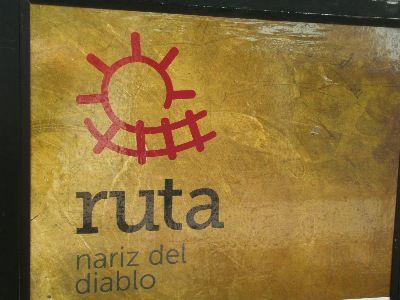 ruta
nariz del
diablo